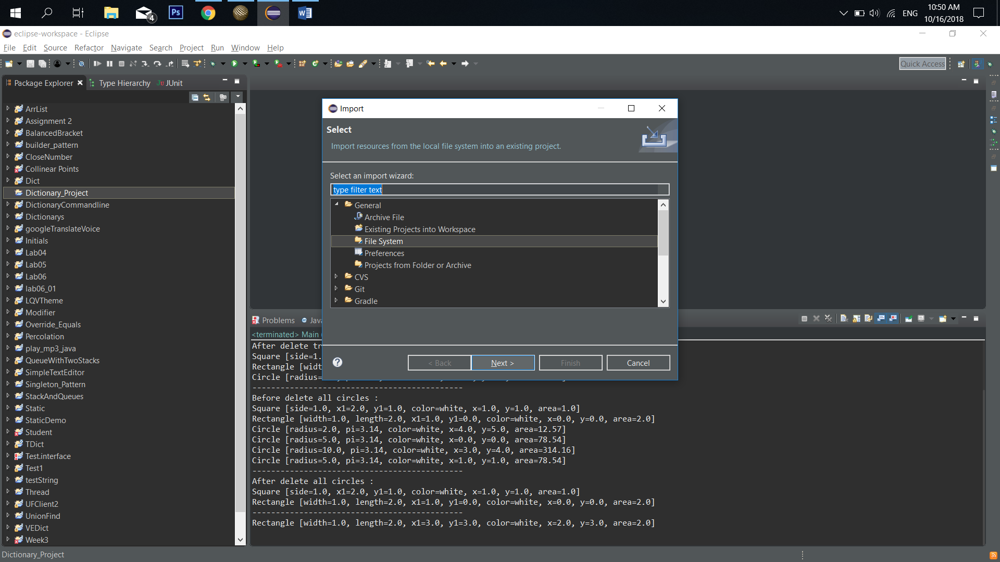 4
Ps
ENG
10:50 AM
10/16/2018
eclipse-workspace - Eclipse
File Edit Source Refactor Navigate Search Project Run Window Help
Quick Access
Package Explorer
Type Hierarchy
JUnit
ArrList
Assignment 2
BalancedBracket
builder_pattern
CloseNumber
Collinear Points
Dict
Dictionary_Project
DictionaryCommandline
Dictionarys
googleTranslateVoice
Initials
Lab04
Lab05
Lab06
lab06_01
LQVTheme
Modifier
Override_Equals
Percolation
play_mp3_java
QueueWithTwoStacks
SimpleTextEditor
Singleton_Pattern
StackAndQueues
Static
StaticDemo
Student
TDict
Test.interface
Test1
testString
Thread
UFClient2
UnionFind
VEDict
Week3
Import
Select
Import resources from the local file system into an existing project.
Select an import wizard:
type filter text
General
Archive File
Existing Projects into Workspace
File System
Preferences
Projects from Folder or Archive
CVS
Git
Gradle
< Back
Next >
Finish
Cancel
Problems
@ Java
<terminated> Main
After delete tr
Square [side=1.
Rectangle [widt
Circle [radius=
---------------------------------------------
Before delete all circles :
Square [side=1.0, x1=2.0, y1=1.0, color=white, x=1.0, y=1.0, area=1.0]
Rectangle [width=1.0, length=2.0, x1=1.0, y1=0.0, color=white, x=0.0, y=0.0, area=2.0]
Circle [radius=2.0, pi=3.14, color=white, x=4.0, y=5.0, area=12.57]
Circle [radius=5.0, pi=3.14, color=white, x=0.0, y=0.0, area=78.54]
Circle [radius=10.0, pi=3.14, color=white, x=3.0, y=4.0, area=314.16]
Circle [radius=5.0, pi=3.14, color=white, x=1.0, y=1.0, area=78.54]
---------------------------------------------
After delete all circles :
Square [side=1.0, x1=2.0, y1=1.0, color=white, x=1.0, y=1.0, area=1.0]
Rectangle [width=1.0, length=2.0, x1=1.0, y1=0.0, color=white, x=0.0, y=0.0, area=2.0]
---------------------------------------------
Rectangle [width=1.0, length=2.0, x1=3.0, y1=3.0, color=white, x=2.0, y=3.0, area=2.0]
Dictionary_Project